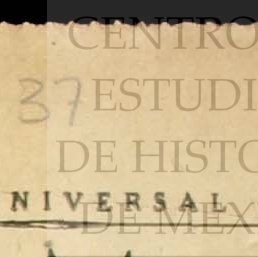 CENTRO
37 ESTUDI
DE HISTO
NIVERSAL
DE MEX